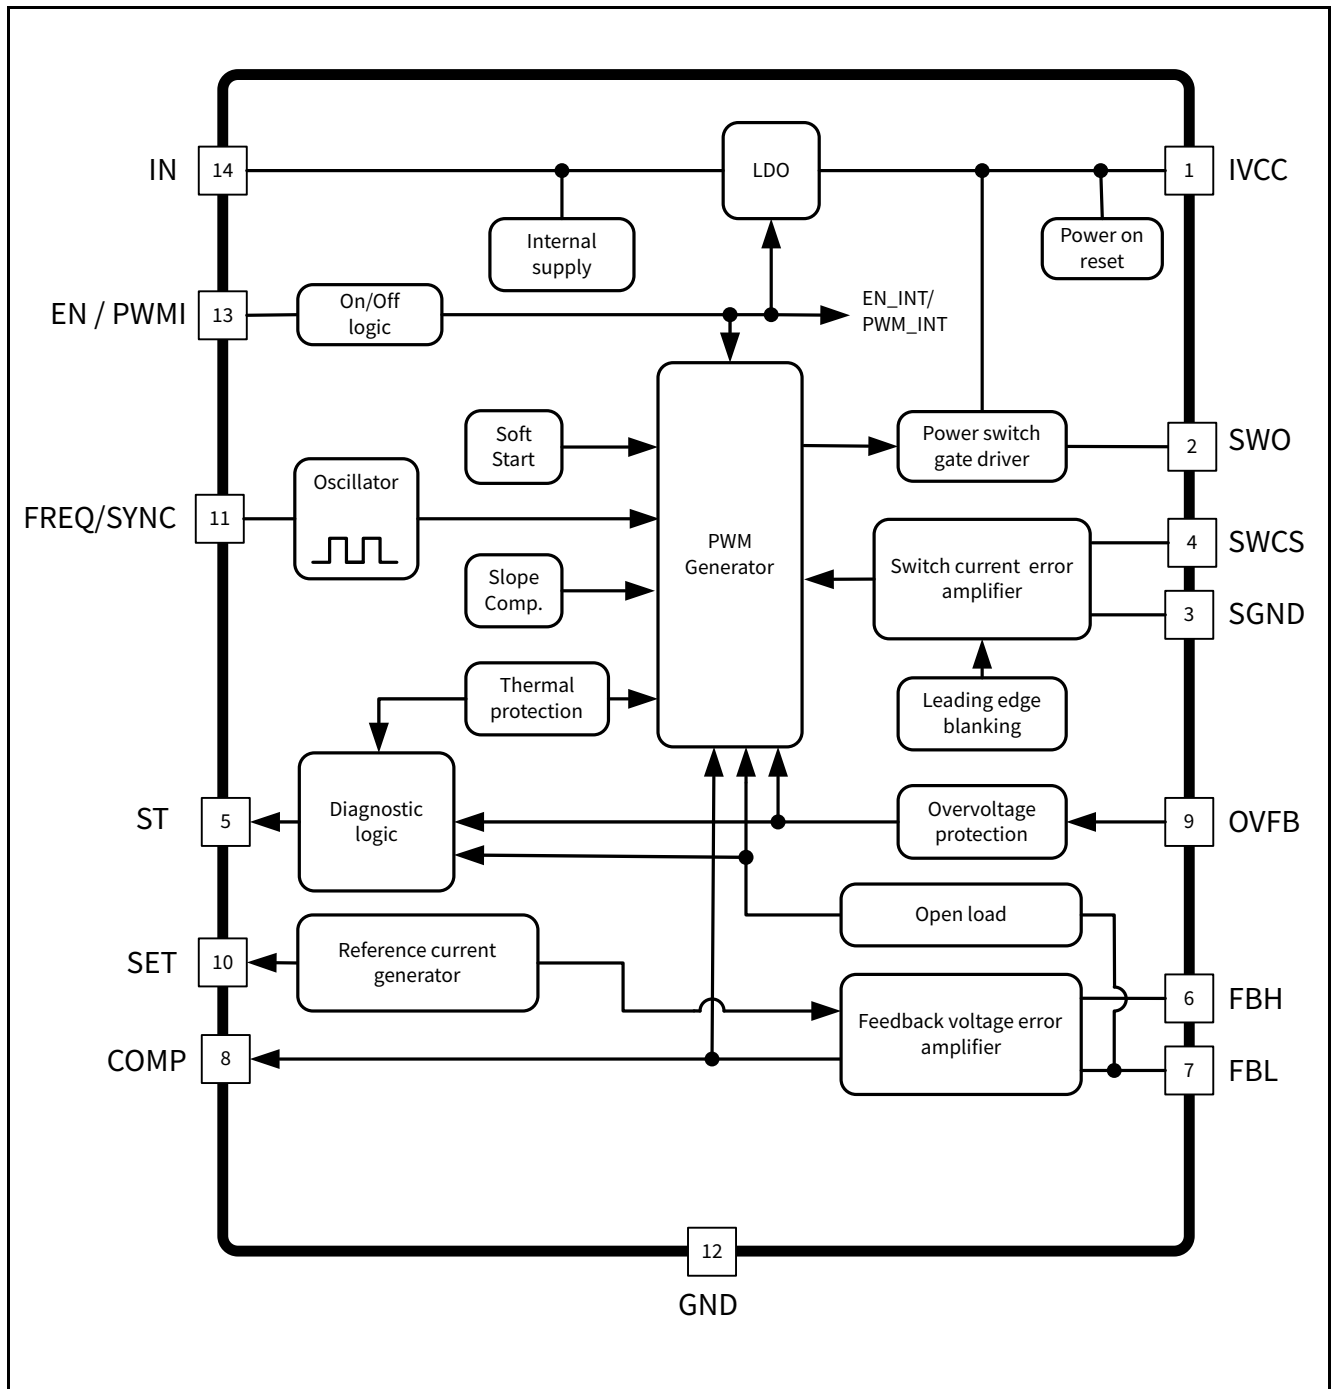 IN
14
LDO
1
IVCC
Internal
supply
Power on
reset
EN / PWMI
13
On/Off
logic
EN_INT/
PWM_INT
Soft
Start
Power switch
gate driver
2
SWO
FREQ/SYNC
11
Oscillator
PWM
Generator
Switch current error
amplifier
4
SWCS
3
SGND
Slope
Comp.
Thermal
protection
Leading edge
blanking
ST
5
Diagnostic
logic
Overvoltage
protection
9
OVFB
Open load
SET
10
Reference current
generator
Feedback voltage error
amplifier
6
FBH
COMP
8
7
FBL
12
GND